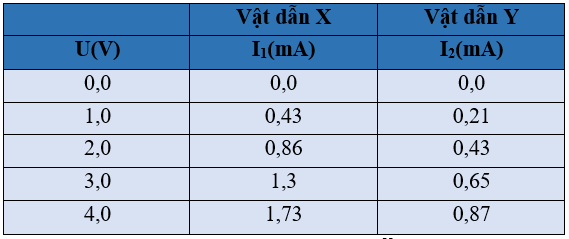 Vật dẫn X Vật dẫn Y
U(V) I₁(mA) I₂(mA)
0,0 0,0 0,0
1,0 0,43 0,21
2,0 0,86 0,43
3,0 1,3 0,65
4,0 1,73 0,87